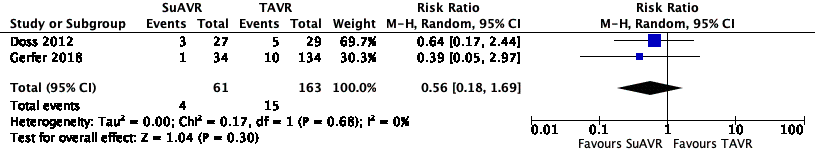 SuAVR TAVR Risk Ratio Risk Ratio
Study or Subgroup Events Total Events Total Weight M-H, Random, 95% CI M-H, Random, 95% CI
Doss 2012 3 27 5 29 69.7% 0.64 [0.17, 2.44]
Gerfer 2018 1 34 10 134 30.3% 0.39 [0.05, 2.97]
Total (95% CI) 61 163 100.0% 0.56 [0.18, 1.69]
Total events 4 15
Heterogeneity: Tau² = 0.00; Chi² = 0.17, df = 1 (P = 0.68); I² = 0%
Test for overall effect: Z = 1.04 (P = 0.30)
0.01 0.1 1 10 100
Favours SuAVR Favours TAVR